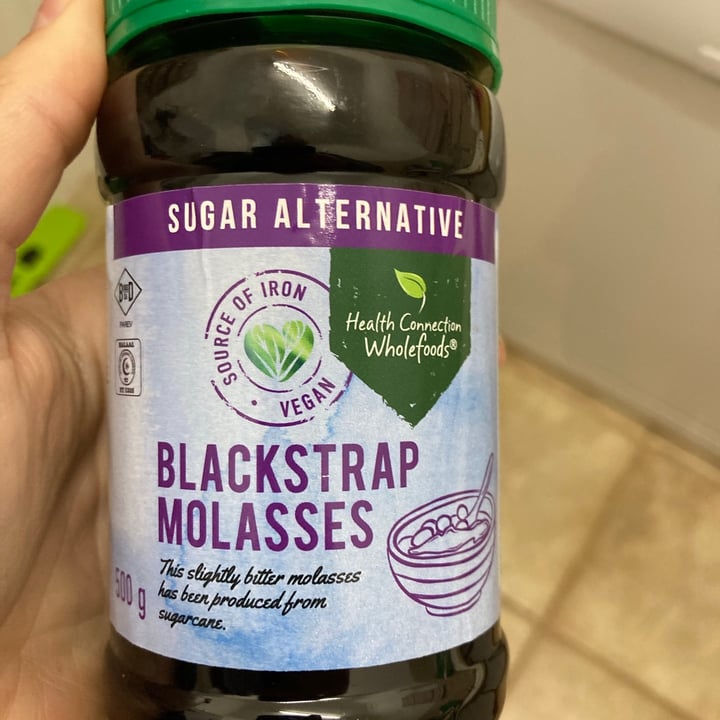 SUGAR ALTERNATIVE
SOURCE OF IRON
• VEGAN
Health Connection
Wholefoods®
PAREV
BLACKSTRAP
MOLASSES
This slightly bitter molasses
has been produced from
sugarcane.
500 g